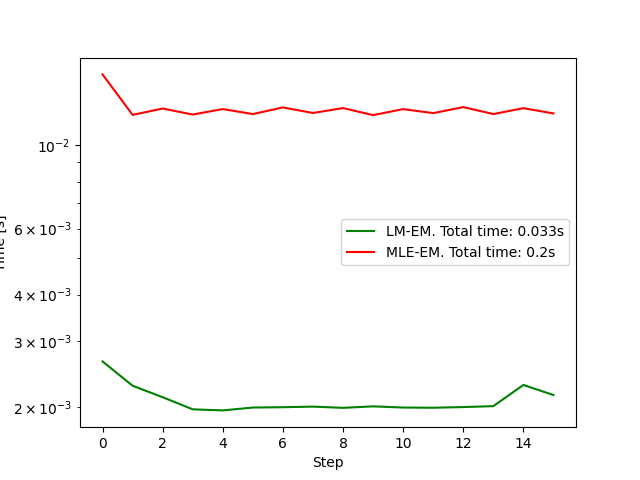 10⁻²
6 × 10⁻³
4 × 10⁻³
3 × 10⁻³
2 × 10⁻³
LM-EM. Total time: 0.033s
MLE-EM. Total time: 0.2s
0 2 4 6 8 10 12 14
Step